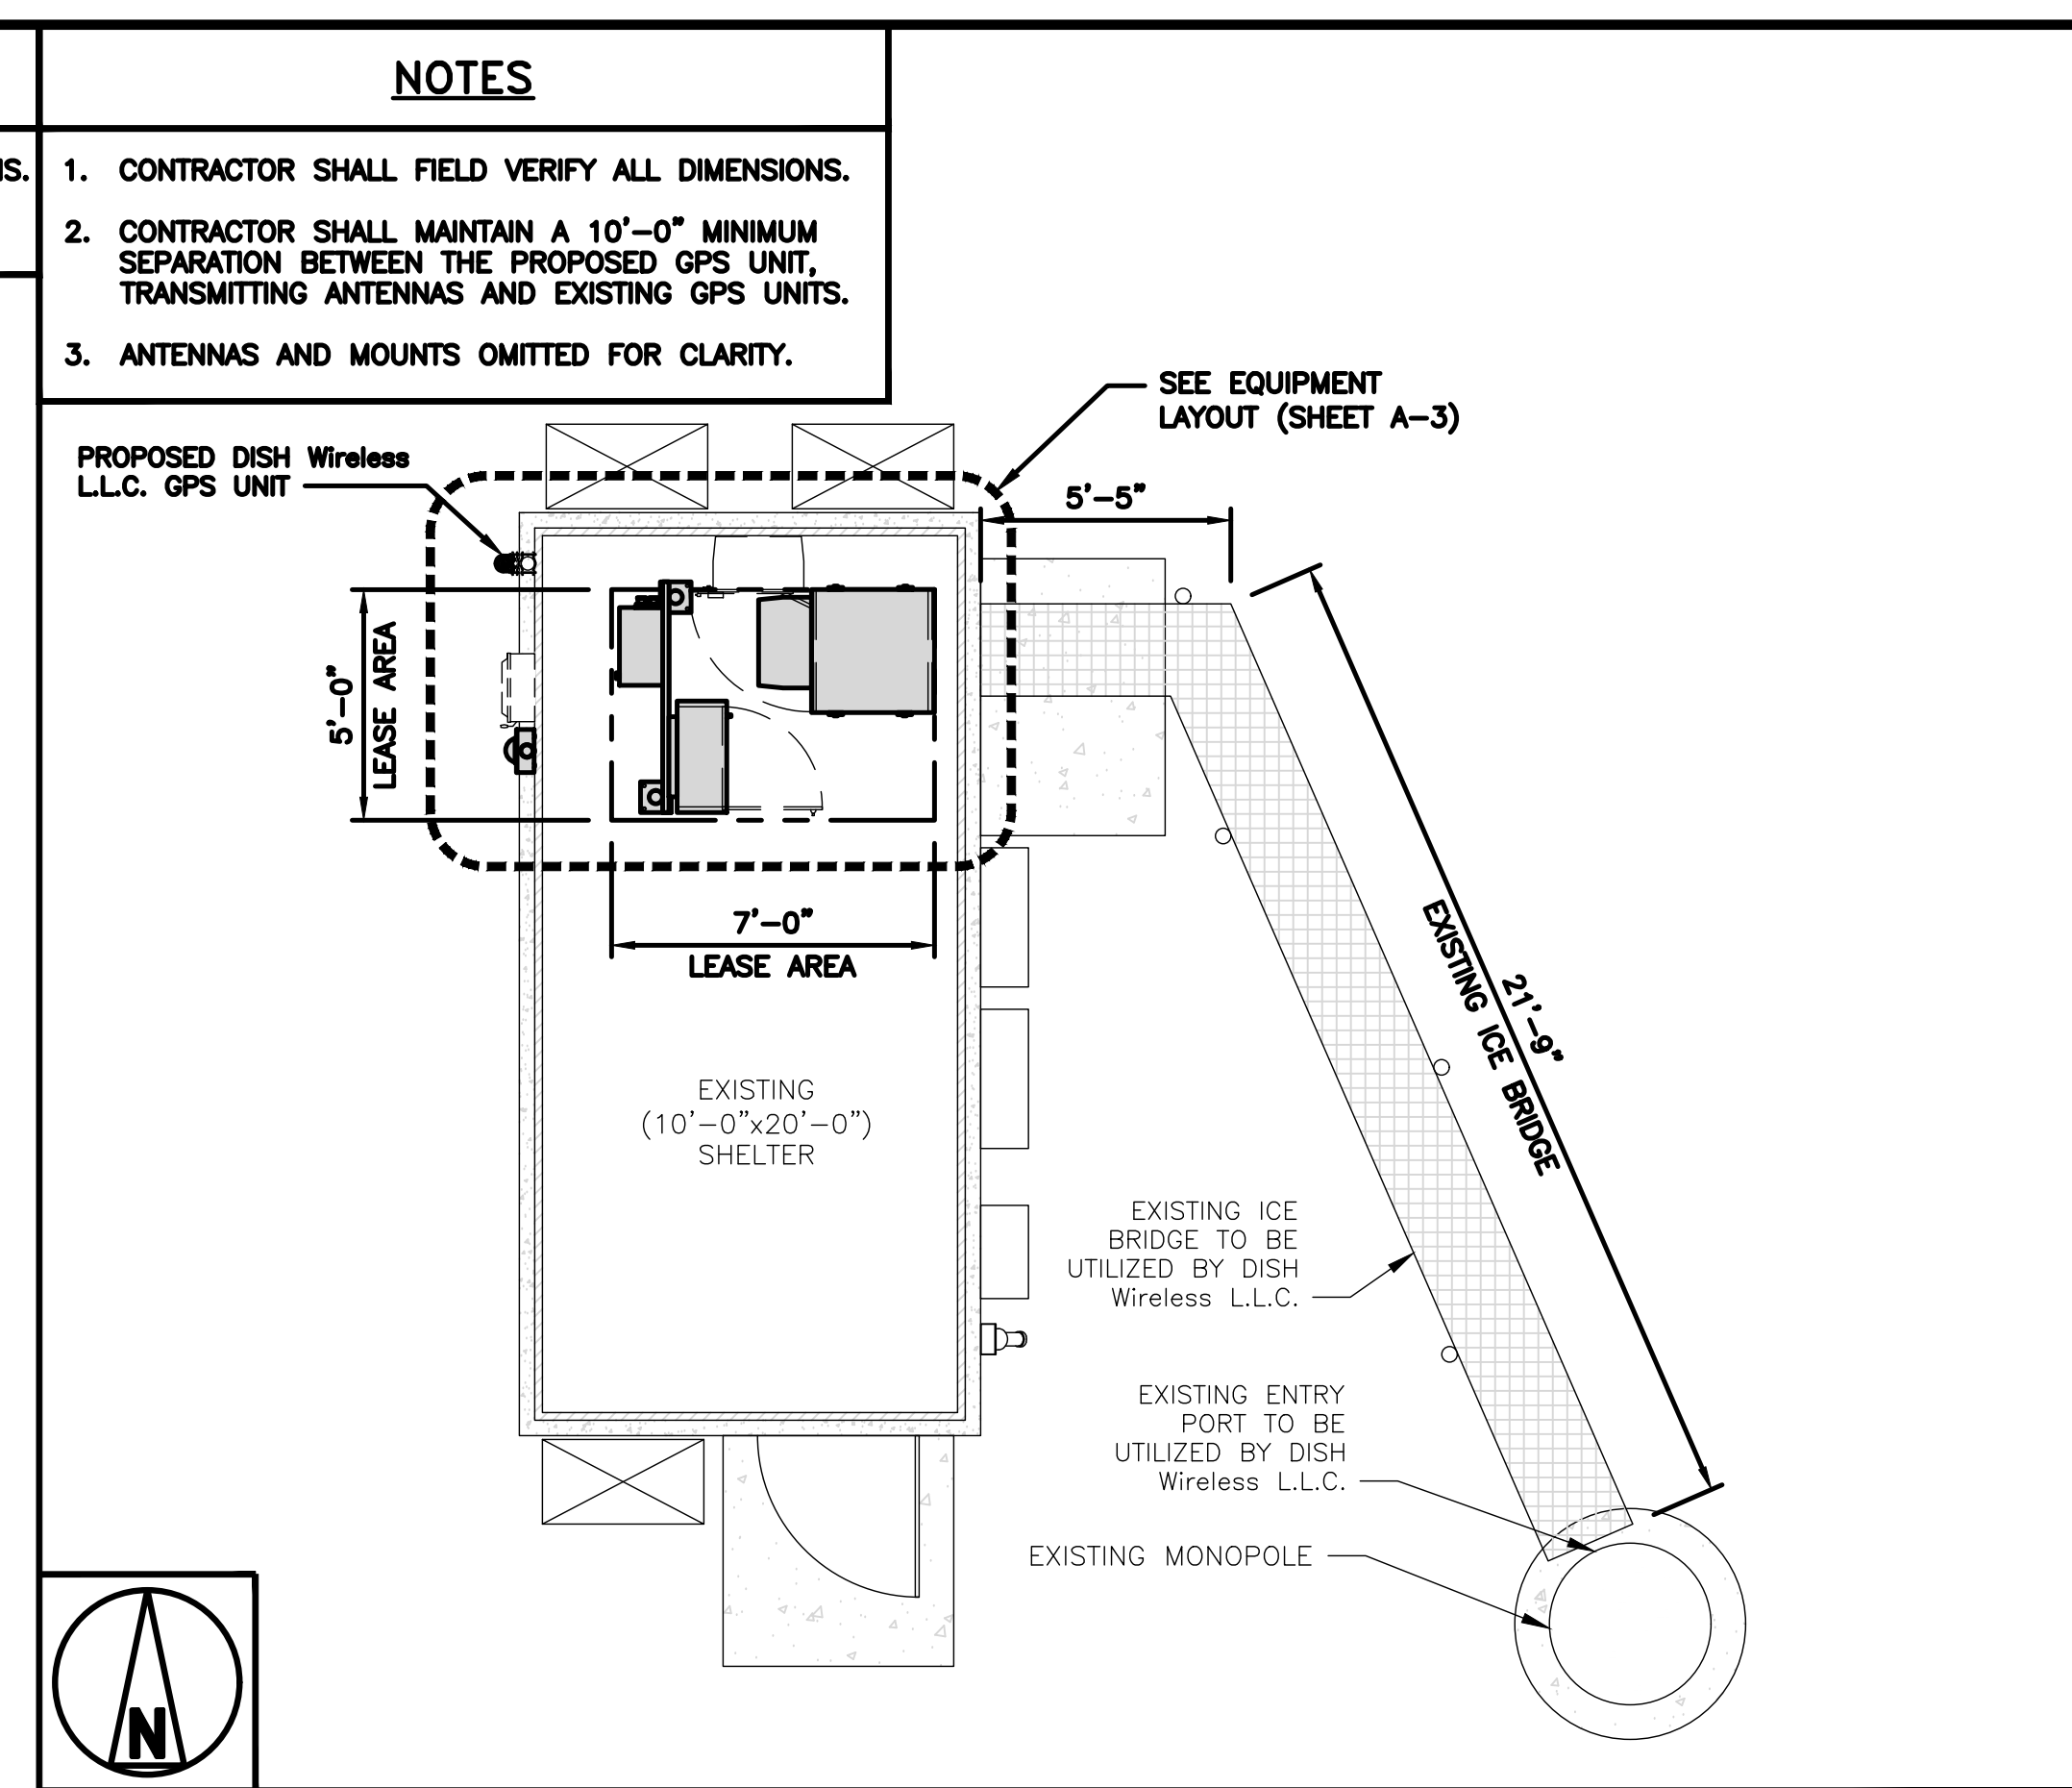 NOTES
NS.
1. CONTRACTOR SHALL FIELD VERIFY ALL DIMENSIONS.
2. CONTRACTOR SHALL MAINTAIN A 10'-0" MINIMUM
SEPARATION BETWEEN THE PROPOSED GPS UNIT,
TRANSMITTING ANTENNAS AND EXISTING GPS UNITS.
3. ANTENNAS AND MOUNTS OMITTED FOR CLARITY.
SEE EQUIPMENT
LAYOUT (SHEET A-3)
PROPOSED DISH Wireless
L.L.C. GPS UNIT
5'-5"
5'-0"
LEASE AREA
7'-0"
LEASE AREA
21'-9"
EXISTING ICE BRIDGE
EXISTING
(10'-0"x20'-0")
SHELTER
EXISTING ICE
BRIDGE TO BE
UTILIZED BY DISH
Wireless L.L.C.
EXISTING ENTRY
PORT TO BE
UTILIZED BY DISH
Wireless L.L.C.
EXISTING MONOPOLE
N